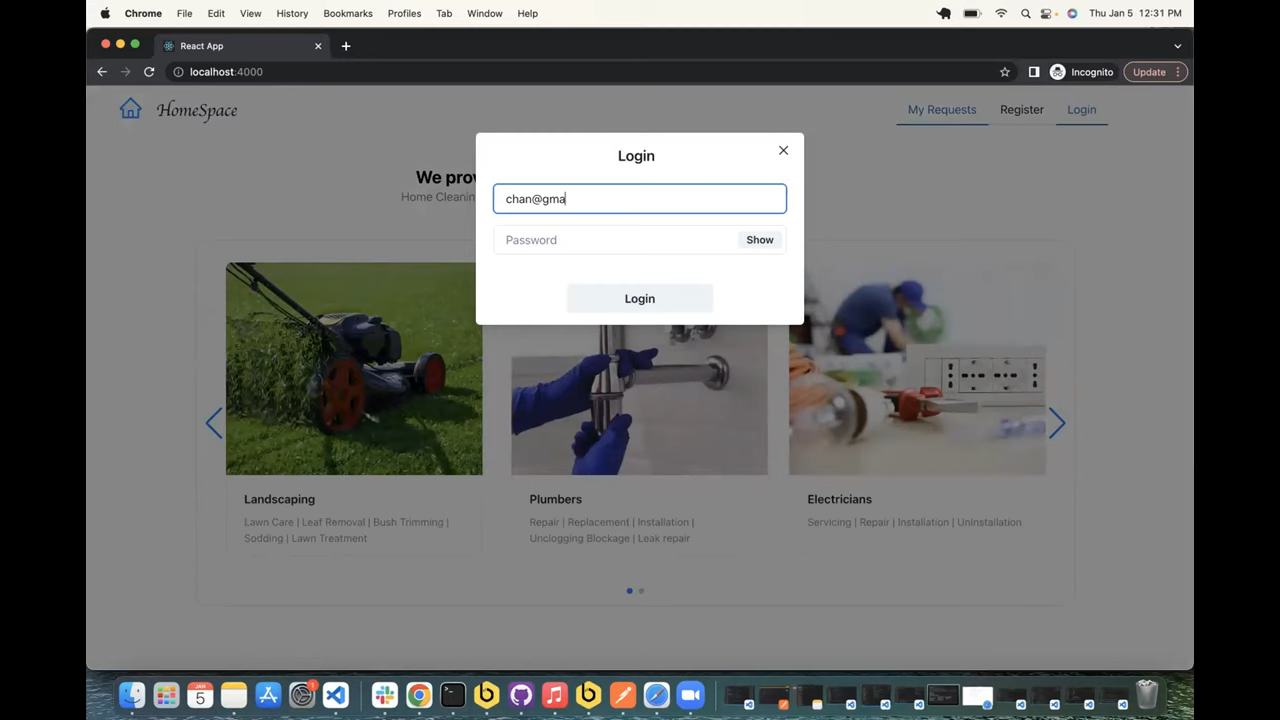 Chrome File Edit View History Bookmarks Profiles Tab Window Help Thu Jan 5 12:31 PM
React App
localhost:4000 Incognito Update
HomeSpace My Requests Register Login
Login
We prov
chan@gma
Home Cleanin
Password Show
Login
Landscaping Plumbers Electricians
Lawn Care | Leaf Removal | Bush Trimming | Repair | Replacement | Installation | Servicing | Repair | Installation | Uninstallation
Sodding | Lawn Treatment Unclogging Blockage | Leak repair
JAN
5
1